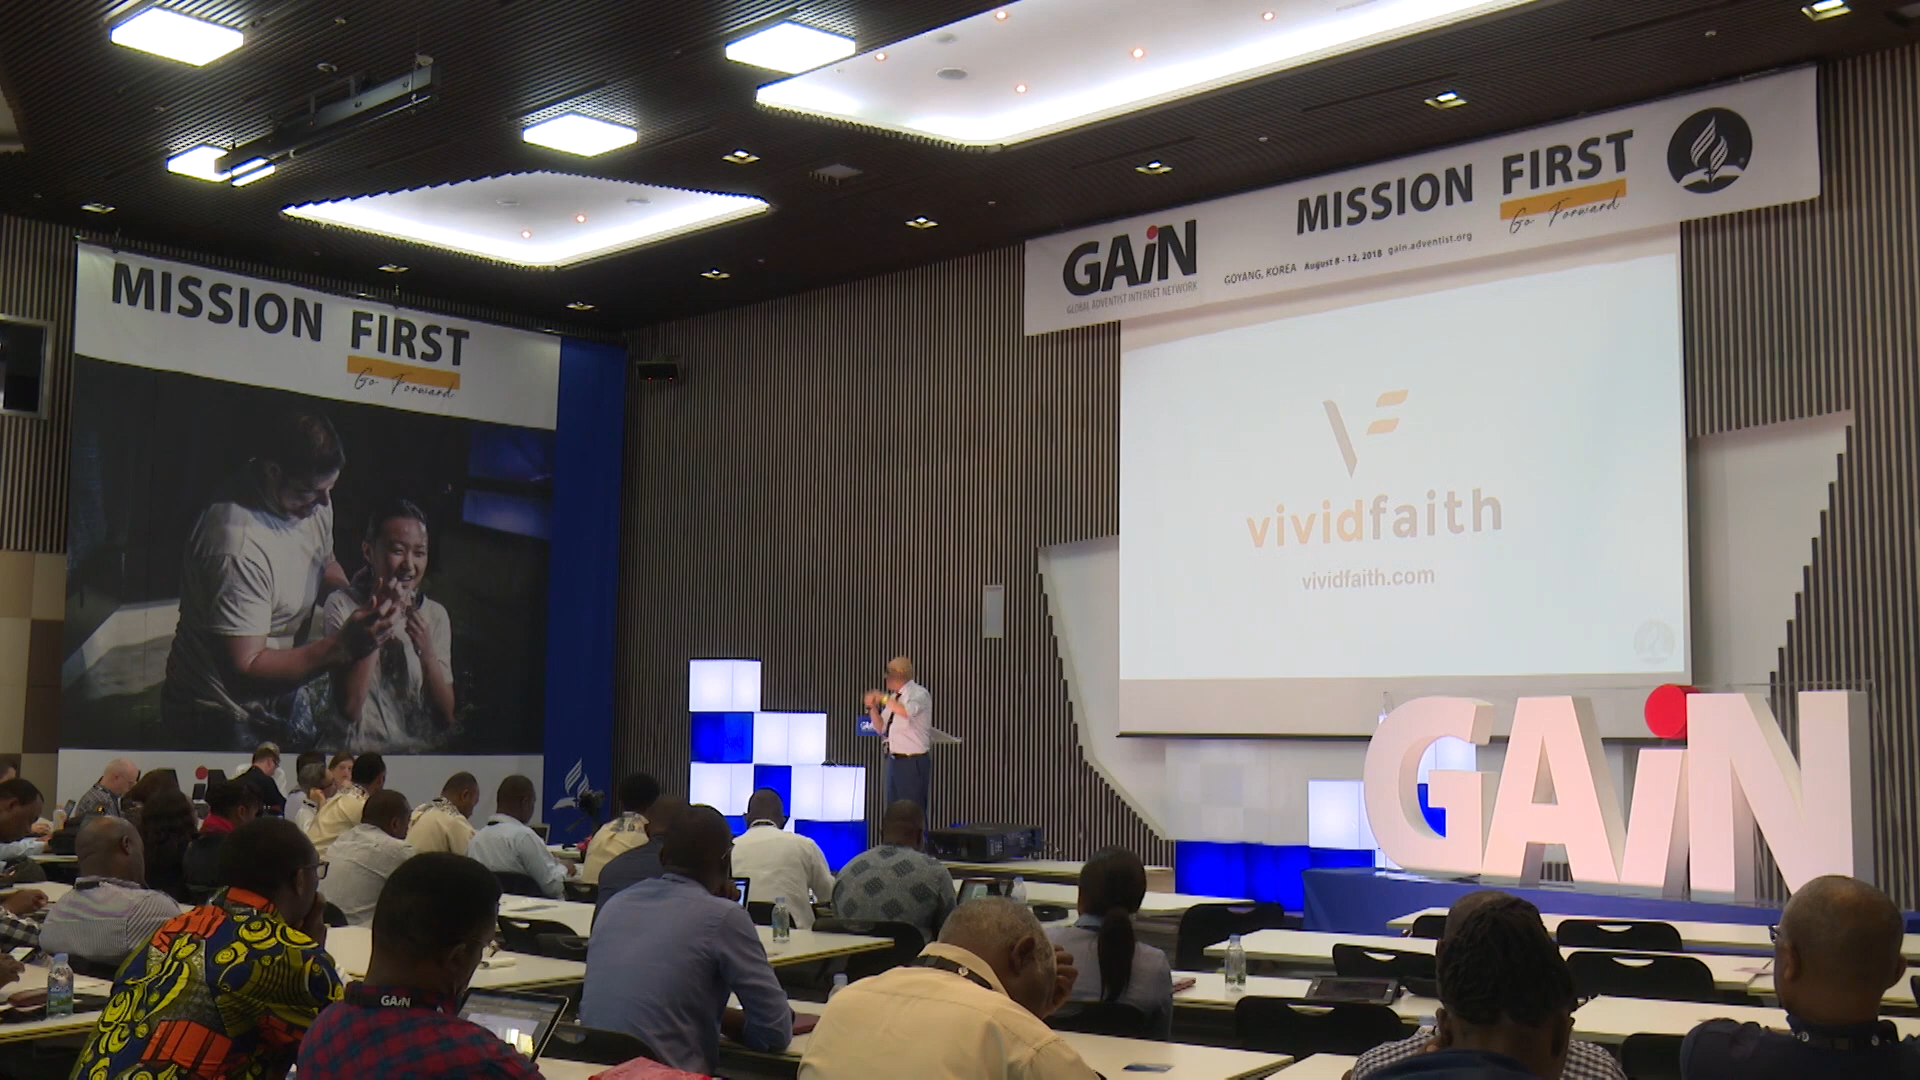 MISSION FIRST
Go Forward
GAiN
GLOBAL ADVENTIST INTERNET NETWORK
GOYANG, KOREA August 8 - 12, 2018 gain.adventist.org
MISSION FIRST
Go Forward
vividfaith
vividfaith.com
GAiN
GAiN